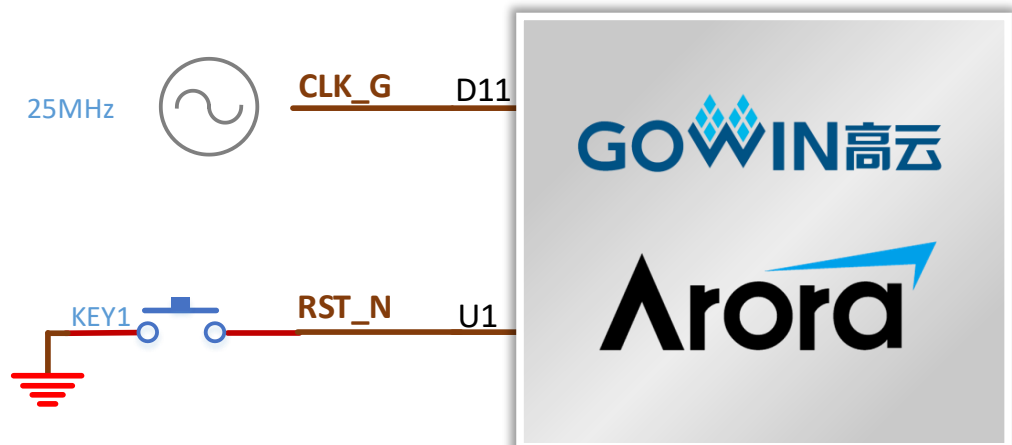 25MHz
CLK_G
D11
GOWIN高云
Arora
KEY1
RST_N
U1